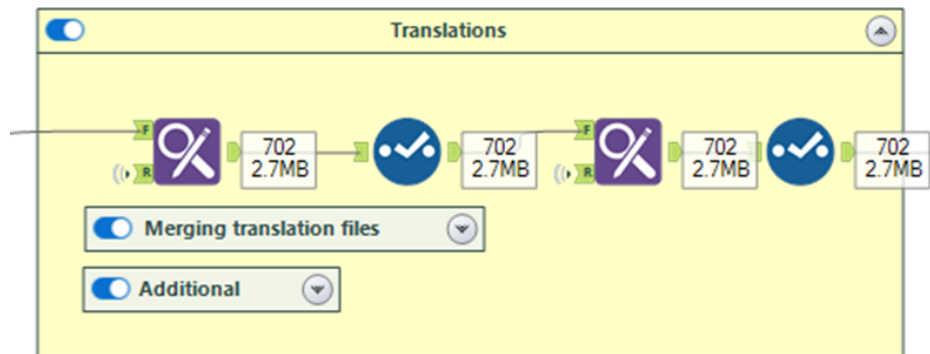 Translations
F
R
702
2.7MB
702
2.7MB
F
R
702
2.7MB
702
2.7MB
Merging translation files
Additional